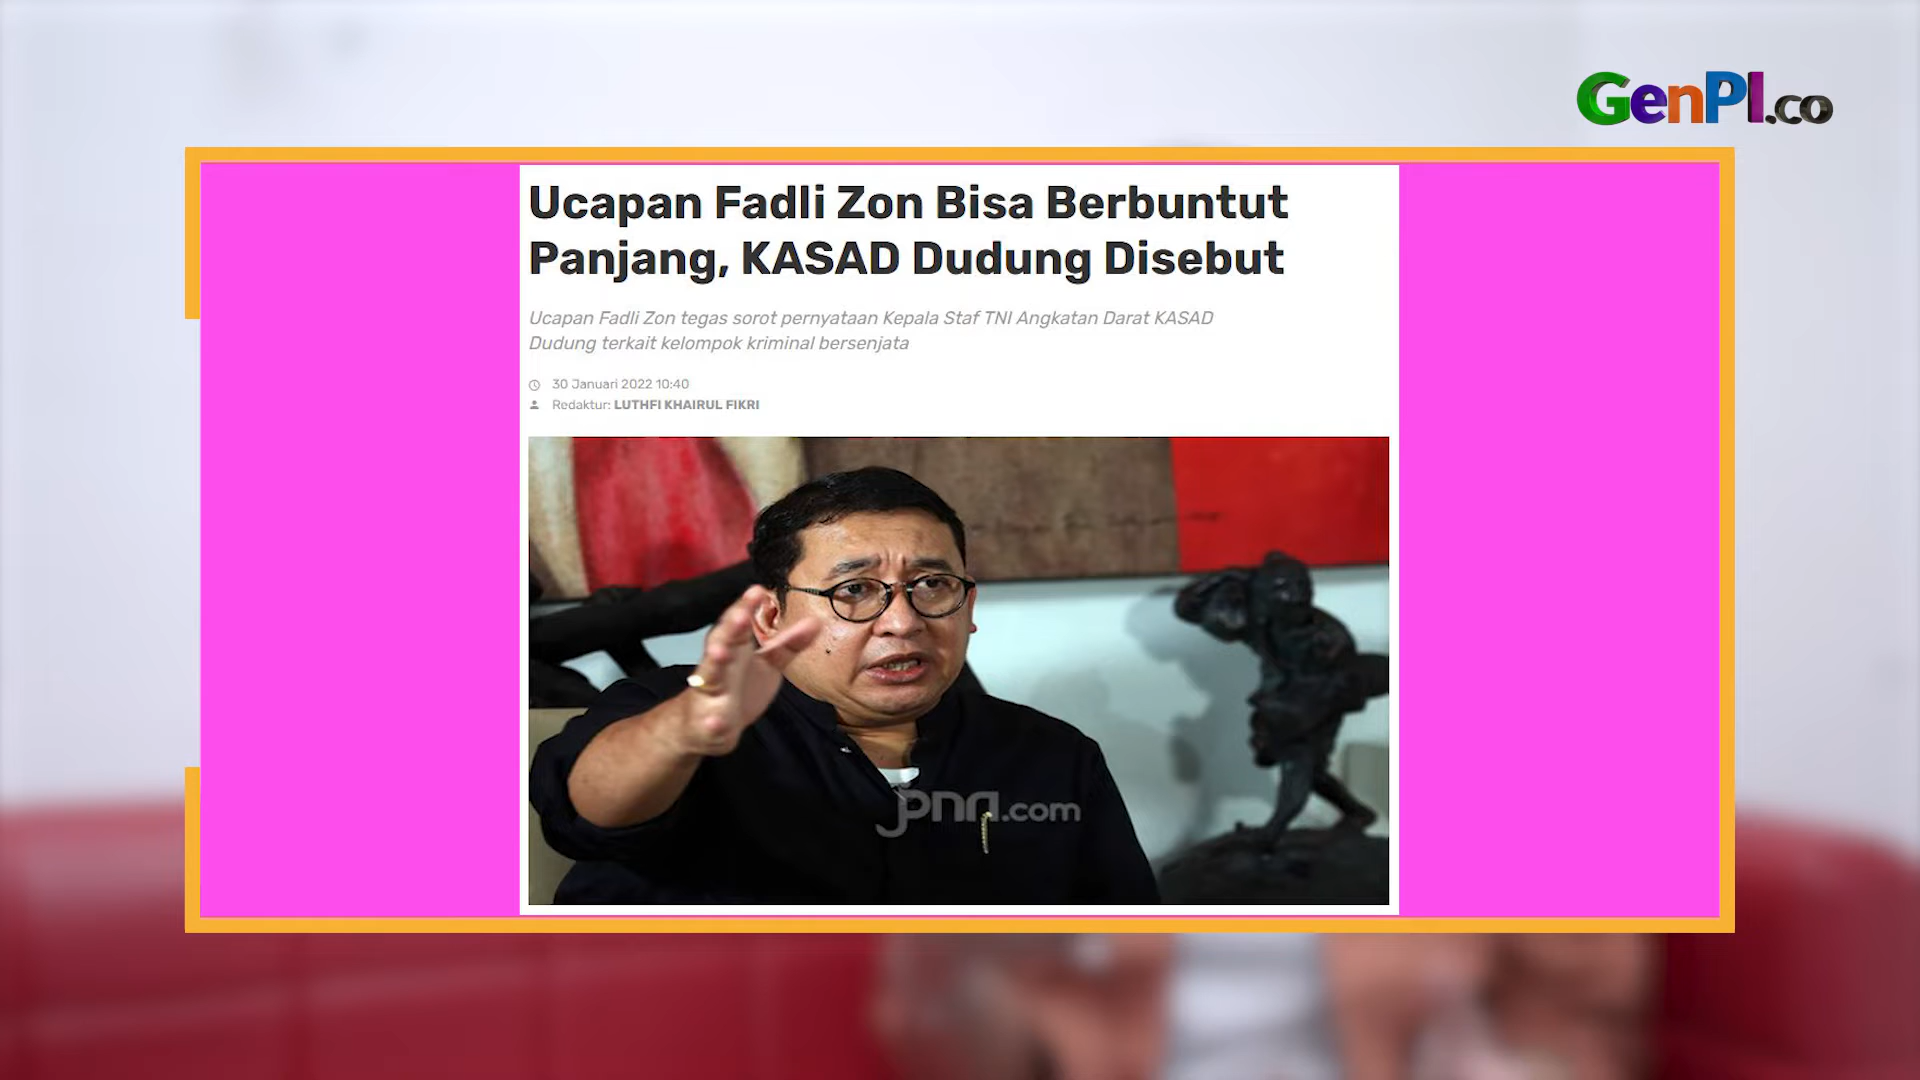 GenPI.co
Ucapan Fadli Zon Bisa Berbuntut
Panjang, KASAD Dudung Disebut
Ucapan Fadli Zon tegas sorot pernyataan Kepala Staf TNI Angkatan Darat KASAD
Dudung terkait kelompok kriminal bersenjata
30 Januari 2022 10:40
Redaktur: LUTHFI KHAIRUL FIKRI
jpnn.com